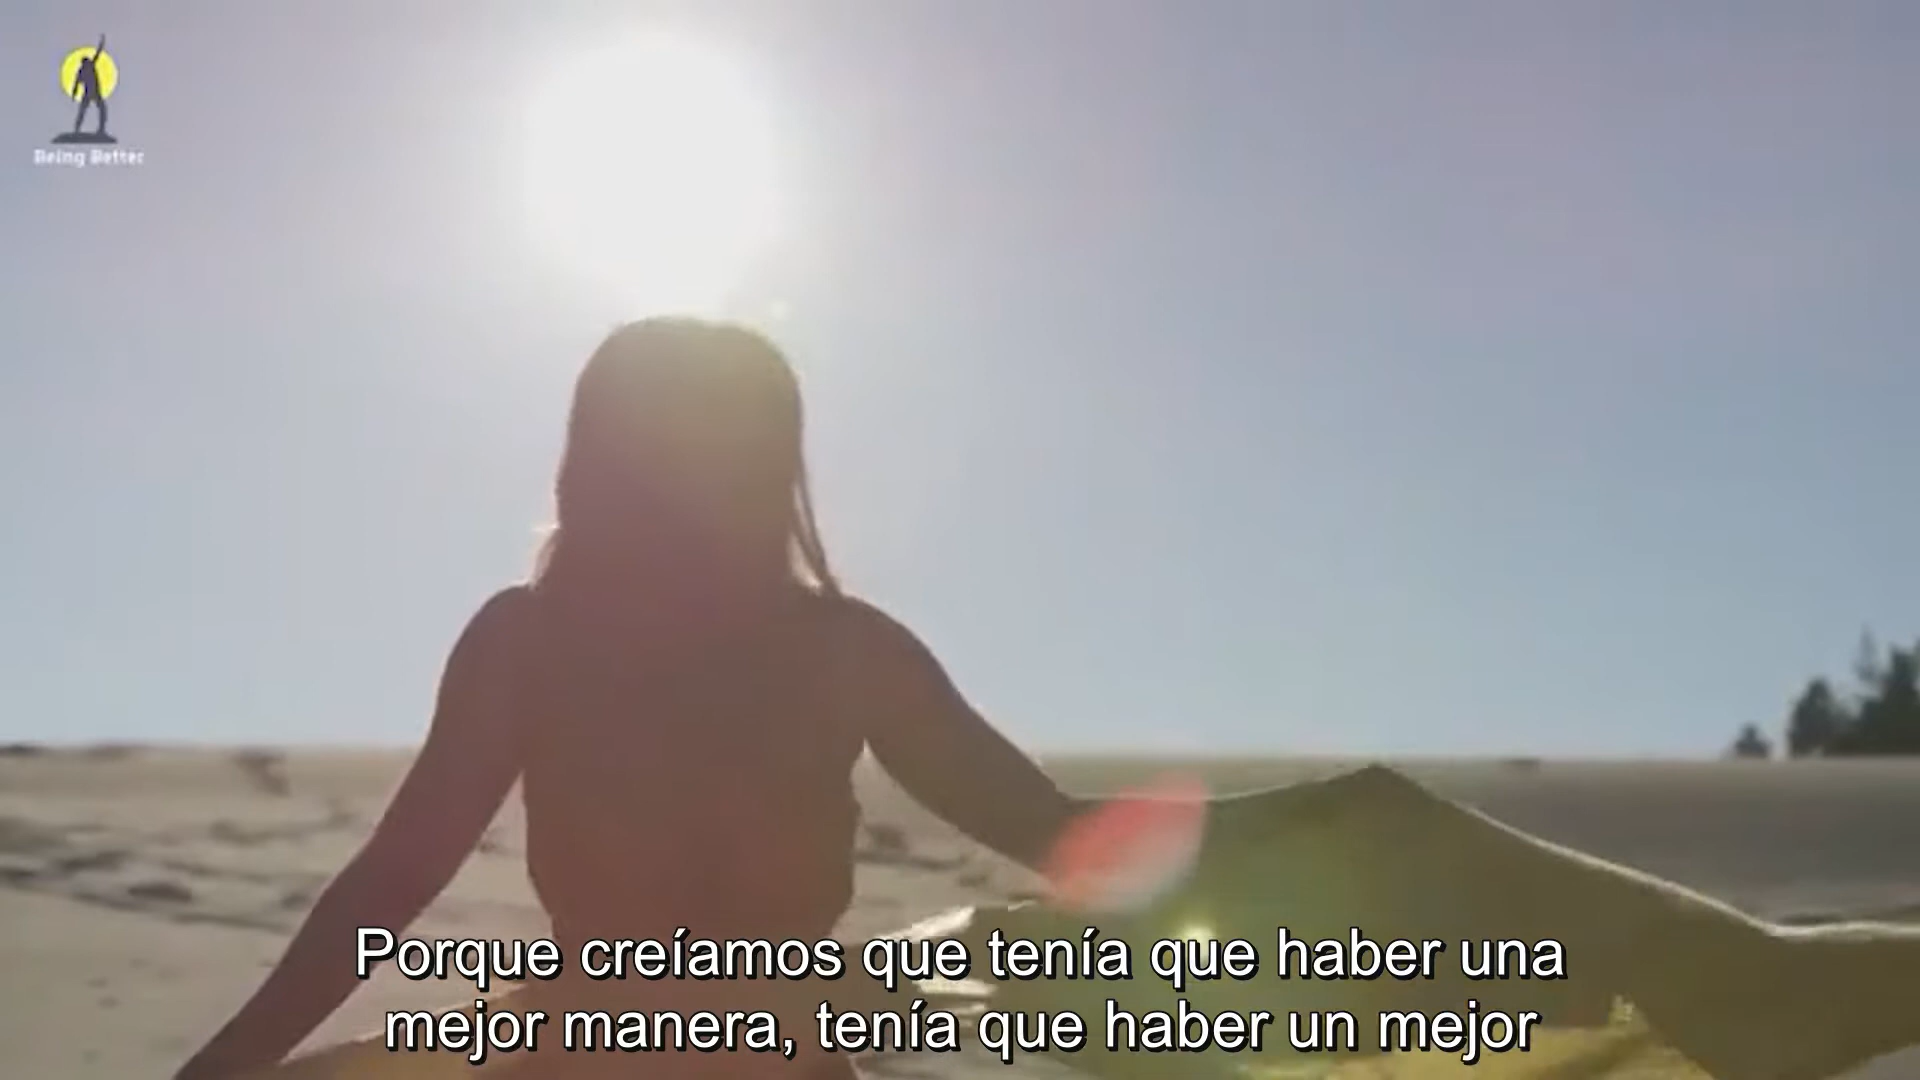 Being Better
Porque creíamos que tenía que haber una
mejor manera, tenía que haber un mejor